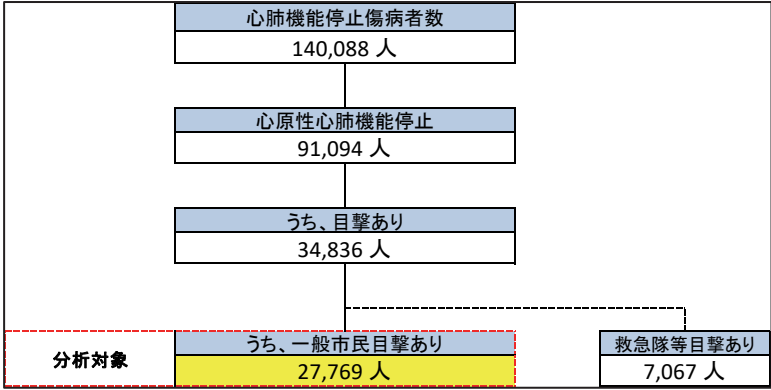 心肺機能停止傷病者数
140,088 人
心原性心肺機能停止
91,094 人
うち、目撃あり
34,836 人
分析対象
うち、一般市民目撃あり
27,769 人
救急隊等目撃あり
7,067 人